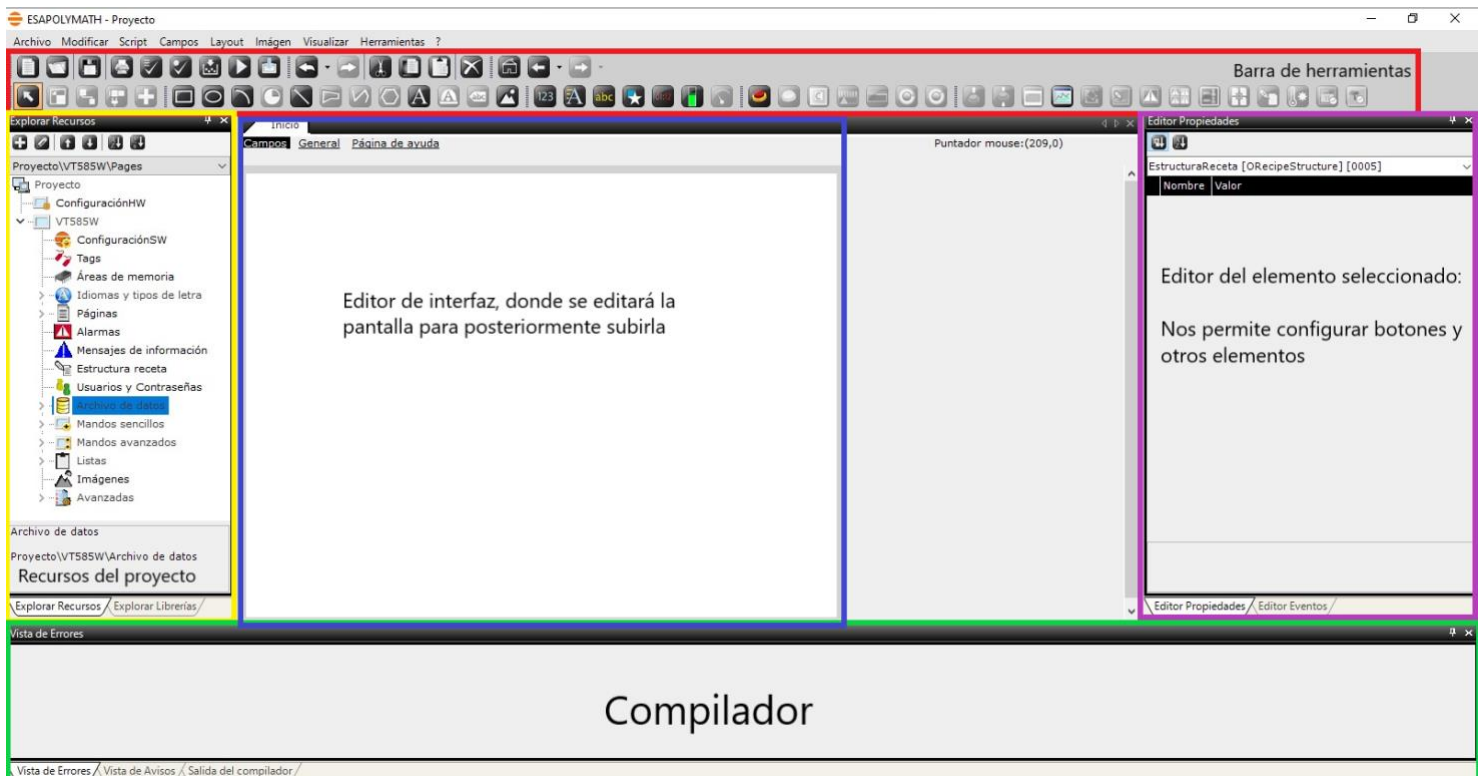 ESAPOLYMATH - Proyecto
Archivo Modificar Script Campos Layout Imágen Visualizar Herramientas ?
Barra de herramientas
123 A abc
Explorar Recursos
Inicio
Editor Propiedades
Campos General Página de ayuda
Puntador mouse:(209,0)
Proyecto\VT585W\Pages
EstructuraReceta [ORecipeStructure] [0005]
Nombre Valor
Proyecto
ConfiguraciónHW
VT585W
ConfiguraciónSW
Tags
Áreas de memoria
Idiomas y tipos de letra
Páginas
Alarmas
Mensajes de información
Estructura receta
Usuarios y Contraseñas
Archivo de datos
Mandos sencillos
Mandos avanzados
Listas
Imágenes
Avanzadas
Archivo de datos
Proyecto\VT585W\Archivo de datos
Recursos del proyecto
Explorar Recursos Explorar Librerías
Editor de interfaz, donde se editará la
pantalla para posteriormente subirla
Editor del elemento seleccionado:
Nos permite configurar botones y
otros elementos
Editor Propiedades Editor Eventos
Vista de Errores
Compilador
Vista de Errores Vista de Avisos Salida del compilador